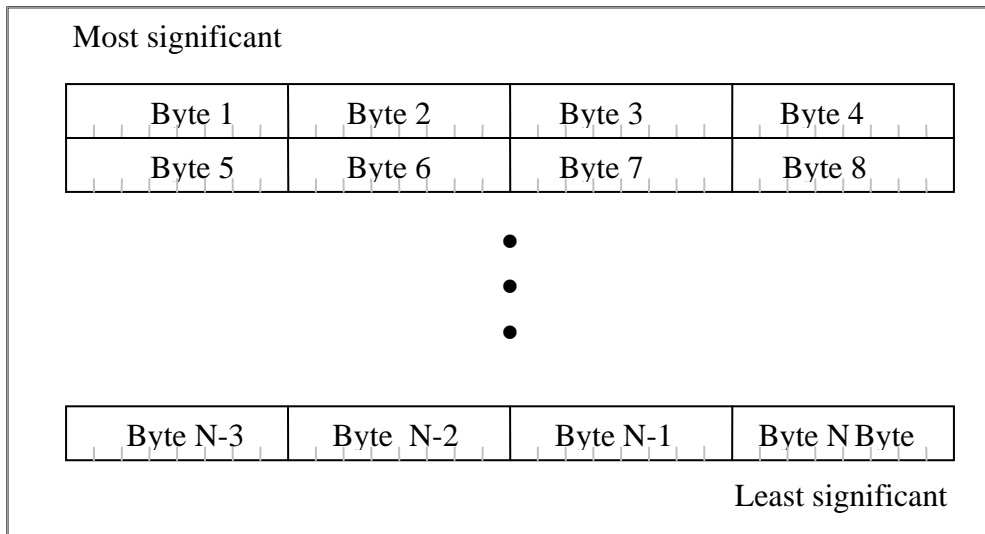 Most significant
Byte 1 Byte 2 Byte 3 Byte 4
Byte 5 Byte 6 Byte 7 Byte 8
Byte N-3 Byte N-2 Byte N-1 Byte N Byte
Least significant